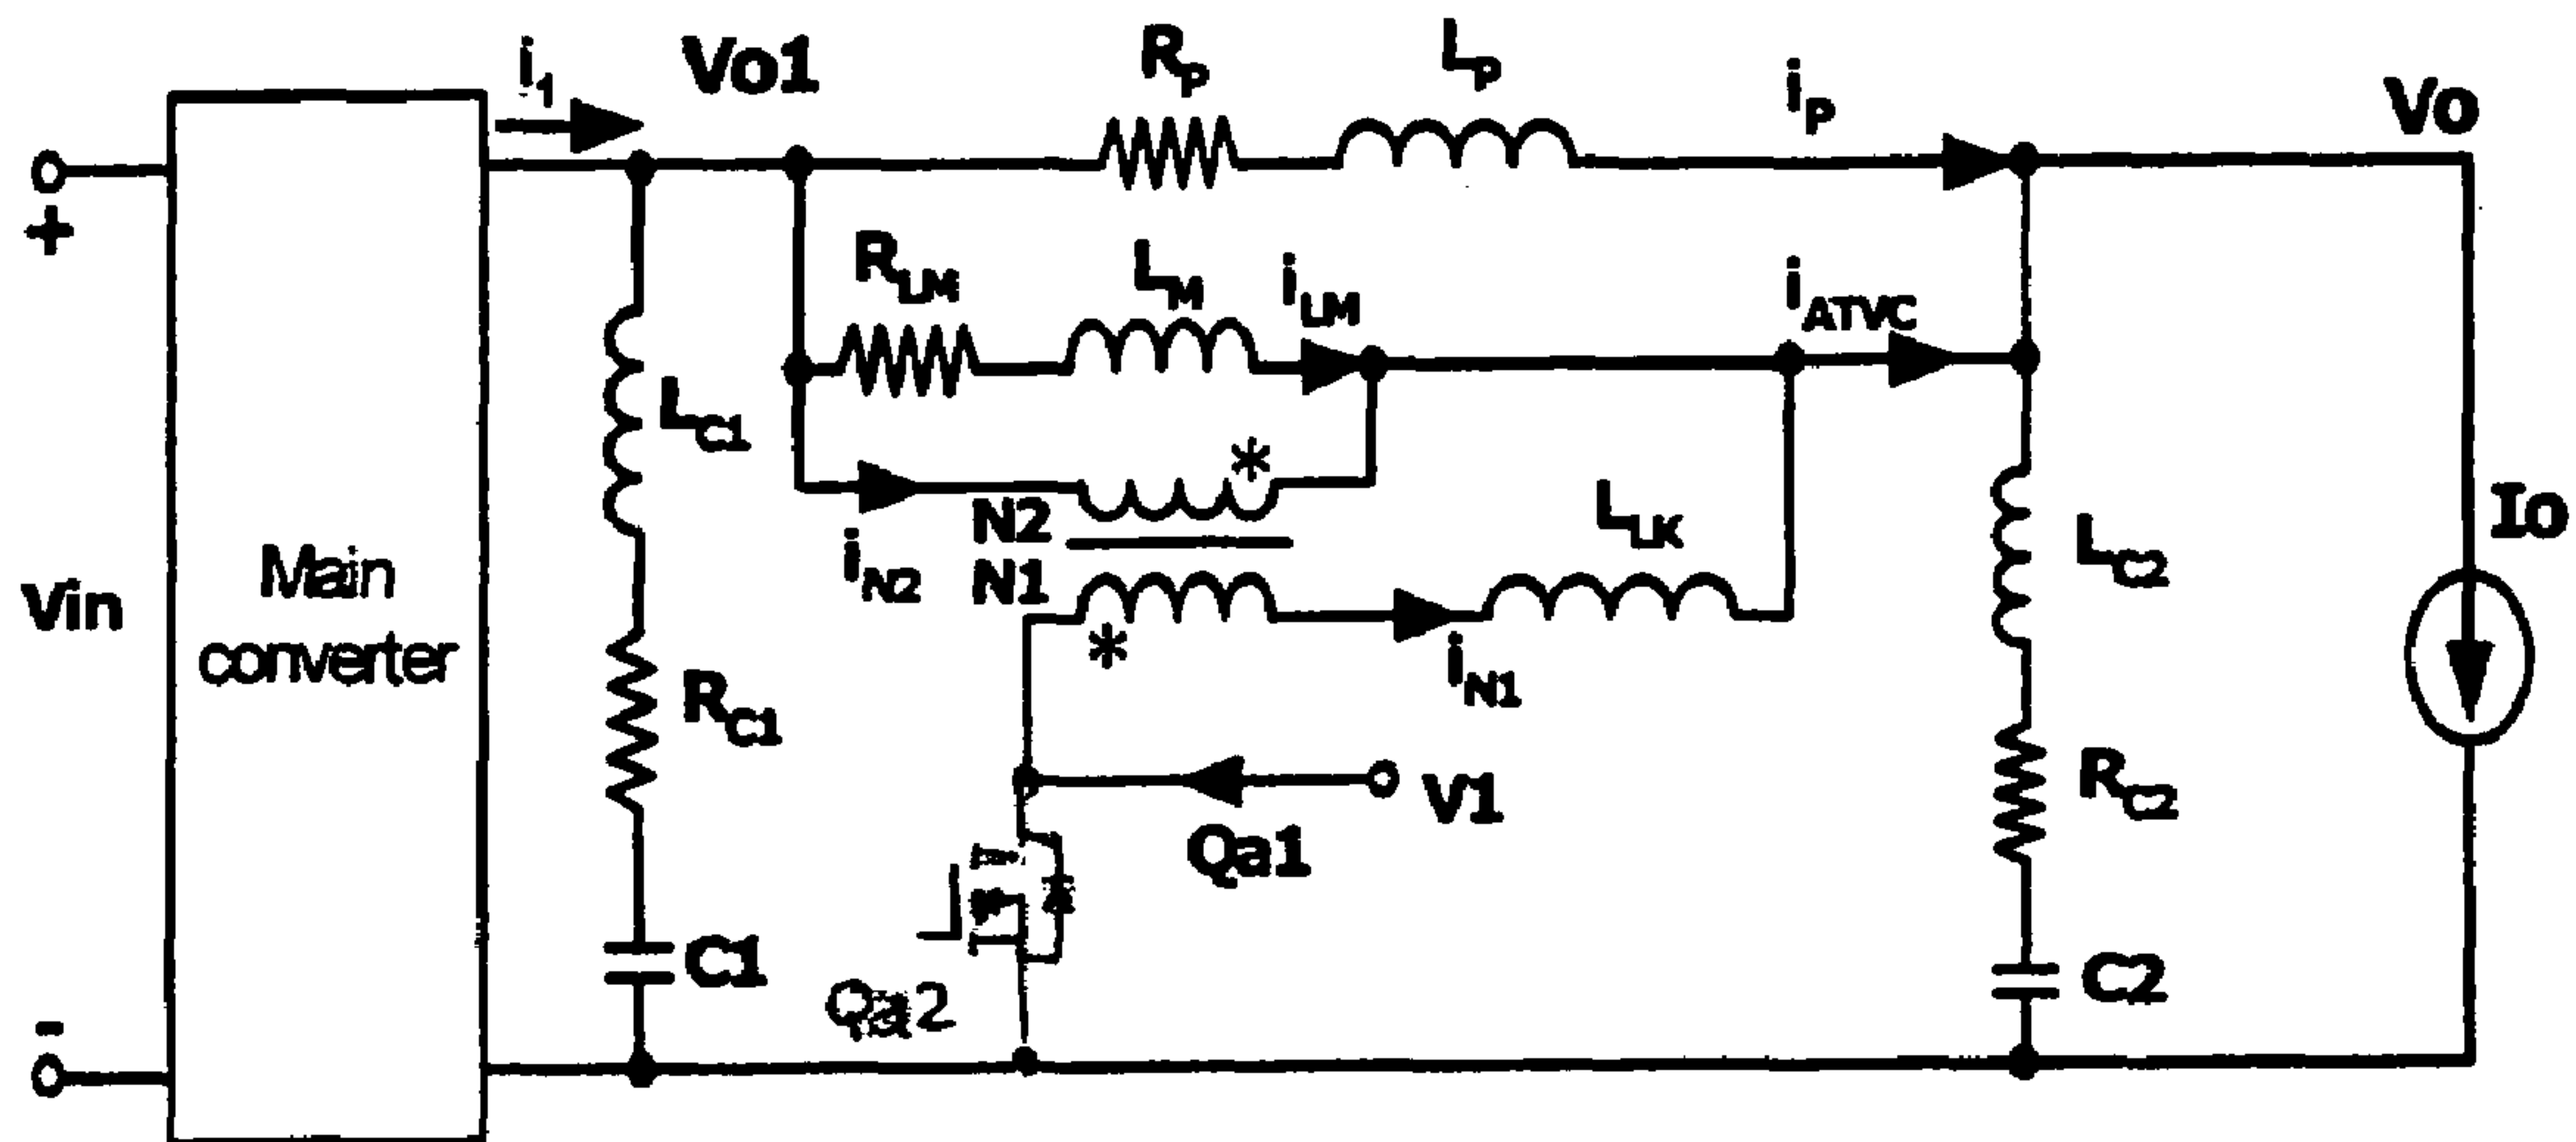 i1
Vo1
RP
LP
iP
Vo
+
RLM
LM
iLM
iATVC
LC1
*
N2
iN2
N1
LLK
LC2
Io
Vin
Main
converter
*
iN1
RC1
V1
RC2
Qa1
C1
C2
Qa2
-